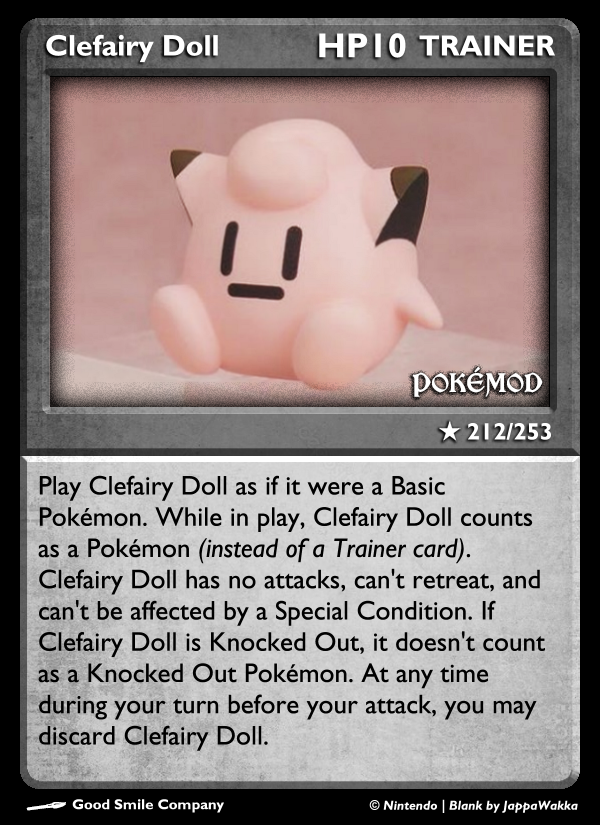 Clefairy Doll HP10 TRAINER
POKÉMOD
★ 212/253
Play Clefairy Doll as if it were a Basic
Pokémon. While in play, Clefairy Doll counts
as a Pokémon (instead of a Trainer card).
Clefairy Doll has no attacks, can't retreat, and
can't be affected by a Special Condition. If
Clefairy Doll is Knocked Out, it doesn't count
as a Knocked Out Pokémon. At any time
during your turn before your attack, you may
discard Clefairy Doll.
Good Smile Company © Nintendo | Blank by JappaWakka